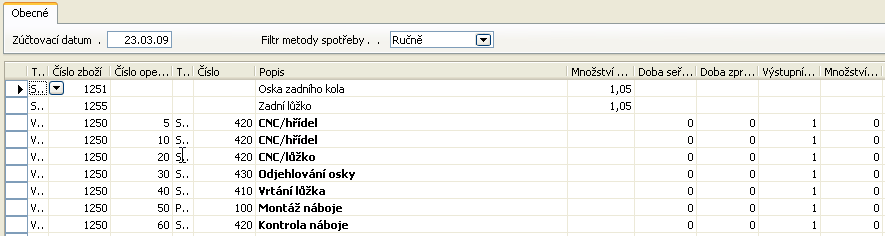 Obecné
Zúčtovací datum . 23.03.09 Filtr metody spotřeby . . Ručně
T.. Číslo zboží Číslo ope... T.. Číslo Popis Množství ... Doba seř... Doba zpr... Výstupní... Množství...
S.. 1251 Oska zadního kola 1,05
S.. 1255 Zadní lůžko 1,05
V.. 1250 5 S.. 420 CNC/hřídel 0 0 1 0
V.. 1250 10 S.. 420 CNC/hřídel 0 0 1 0
V.. 1250 20 S.. 420 CNC/lůžko 0 0 1 0
V.. 1250 30 S.. 430 Odjehlování osky 0 0 1 0
V.. 1250 40 S.. 410 Vrtání lůžka 0 0 1 0
V.. 1250 50 P.. 100 Montáž náboje 0 0 1 0
V.. 1250 60 S.. 420 Kontrola náboje 0 0 1 0